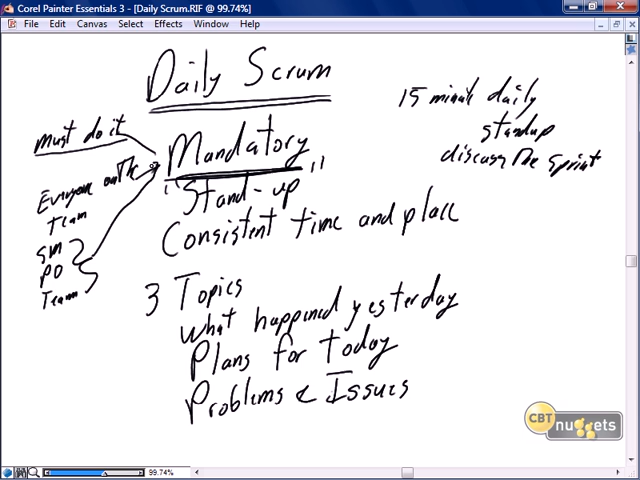 Corel Painter Essentials 3 - [Daily Scrum.RIF @ 99.74%]
File Edit Canvas Select Effects Window Help
Daily Scrum
15 minute daily
standup
discuss the sprint
must do it
Mandatory
"Stand-up"
Consistent time and place
Everyone on the
Team
SM
PO
Team
3 Topics
What happened yesterday
Plans for today
Problems & Issues
CBT
nuggets
99.74%